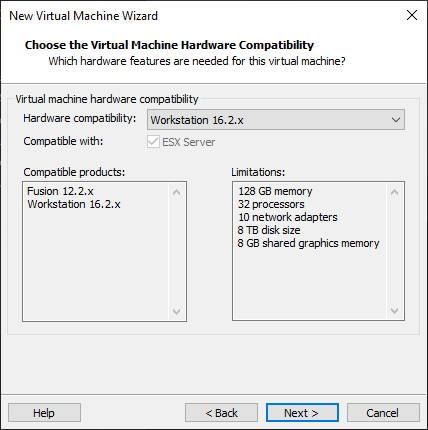 New Virtual Machine Wizard
Choose the Virtual Machine Hardware Compatibility
Which hardware features are needed for this virtual machine?
Virtual machine hardware compatibility
Hardware compatibility: Workstation 16.2.x
Compatible with: ESX Server
Compatible products:
Fusion 12.2.x
Workstation 16.2.x
Limitations:
128 GB memory
32 processors
10 network adapters
8 TB disk size
8 GB shared graphics memory
Help < Back Next > Cancel